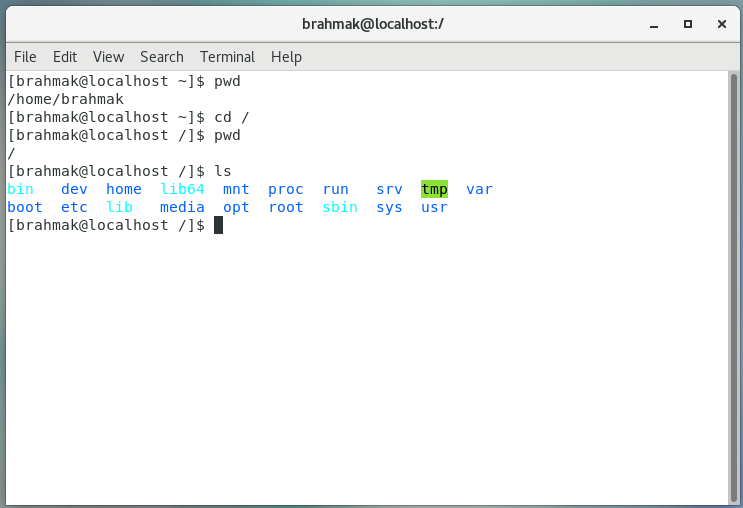 brahmak@localhost:/
File Edit View Search Terminal Help
[brahmak@localhost ~]$ pwd
/home/brahmak
[brahmak@localhost ~]$ cd /
[brahmak@localhost /]$ pwd
/
[brahmak@localhost /]$ ls
bin   dev  home  lib64  mnt  proc  run   srv  tmp  var
boot  etc  lib   media  opt  root  sbin  sys  usr
[brahmak@localhost /]$